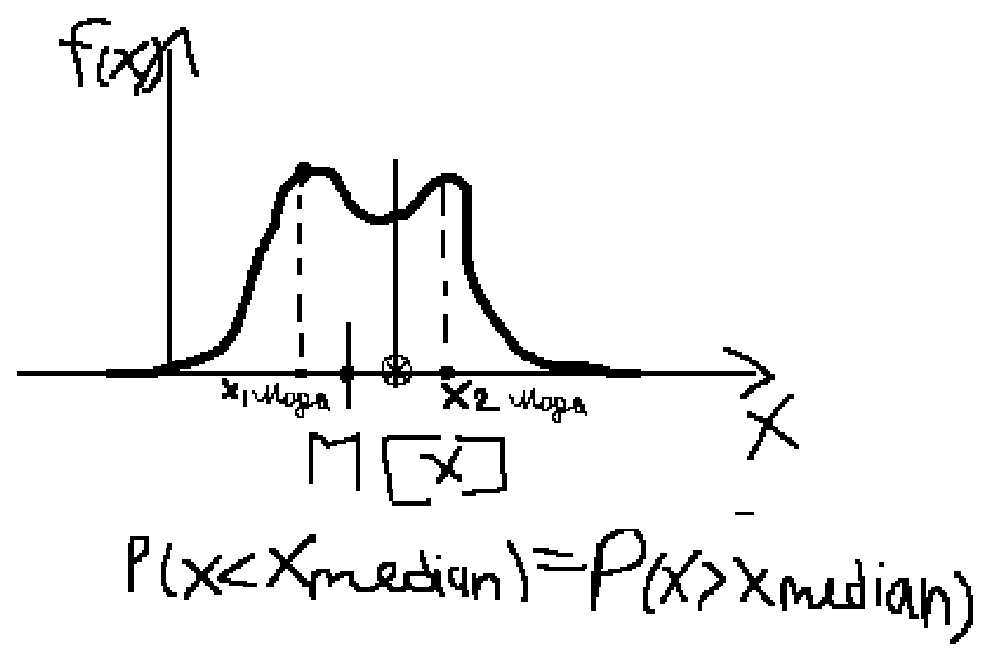 f(x)
x₁ мода x₂ мода
x
M[x]
P(x<xmedian)=P(x>xmedian)